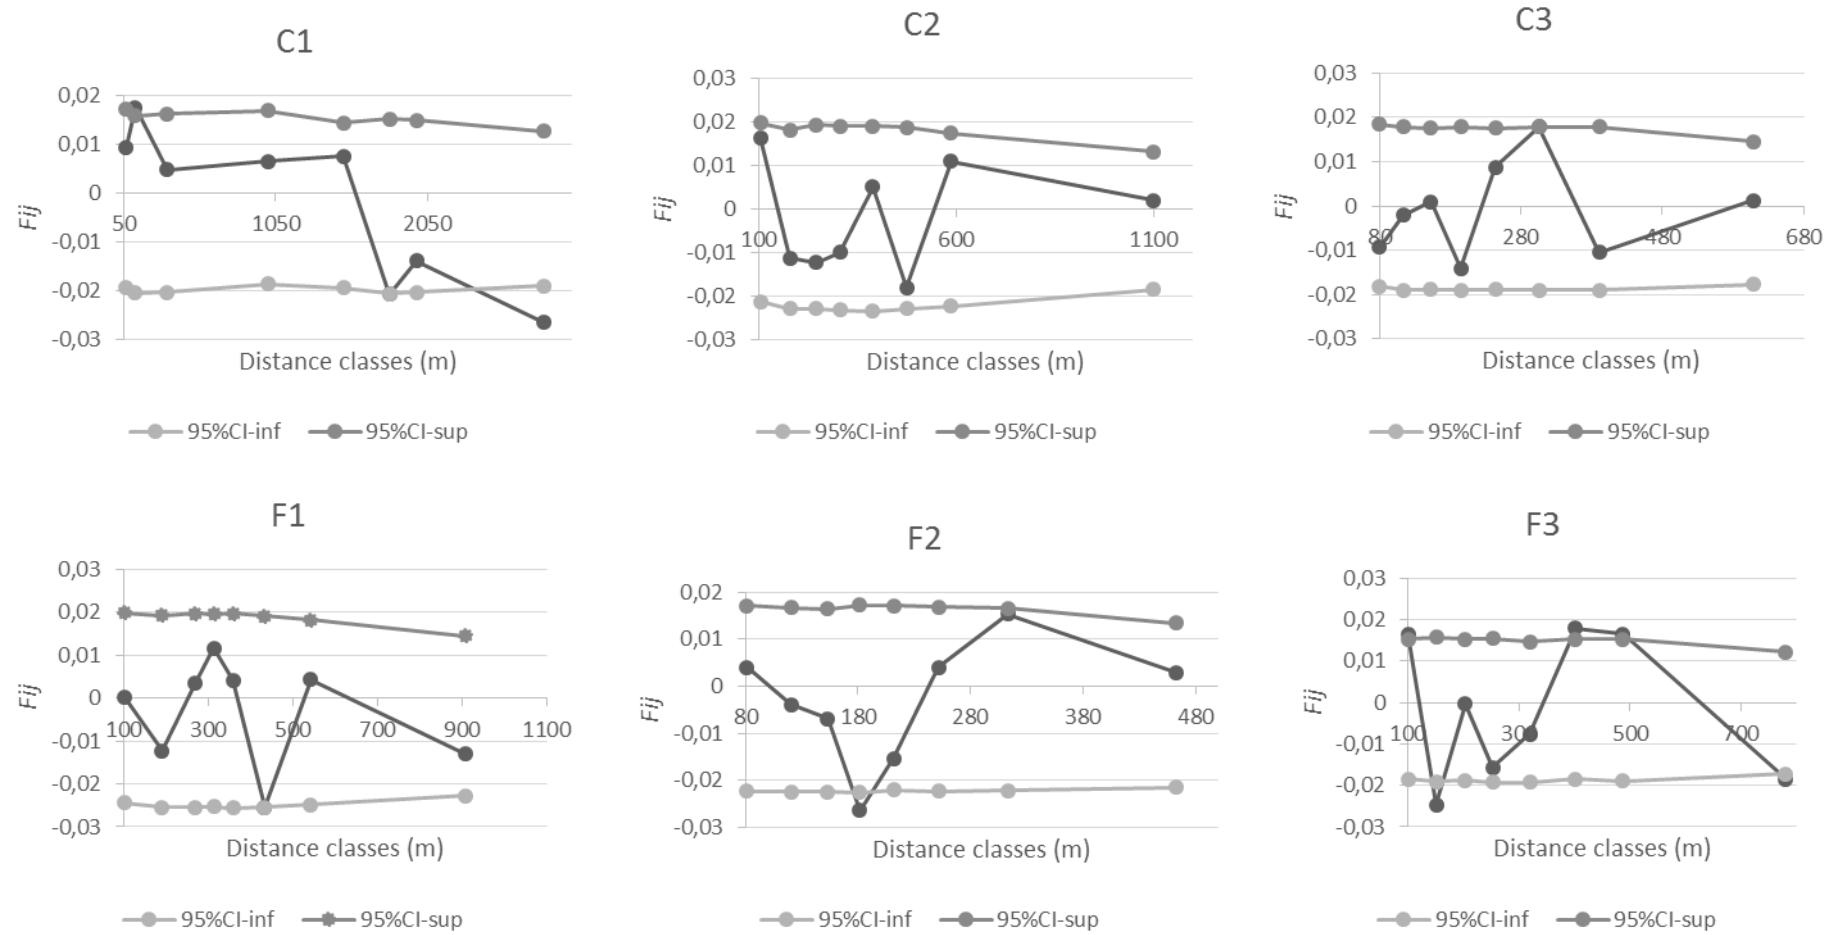 C1
0,02
0,01
0
-0,01
-0,02
-0,03
50
1050
2050
Fij
Distance classes (m)
95%CI-inf
95%CI-sup
C2
0,03
0,02
0,01
0
-0,01
-0,02
-0,03
100
600
1100
Fij
Distance classes (m)
95%CI-inf
95%CI-sup
C3
0,03
0,02
0,01
0
-0,01
-0,02
-0,03
80
280
480
680
Fij
Distance classes (m)
95%CI-inf
95%CI-sup
F1
0,03
0,02
0,01
0
-0,01
-0,02
-0,03
100
300
500
700
900
1100
Fij
Distance classes (m)
95%CI-inf
95%CI-sup
F2
0,02
0,01
0
-0,01
-0,02
-0,03
80
180
280
380
480
Fij
Distance classes (m)
95%CI-inf
95%CI-sup
F3
0,03
0,02
0,01
0
-0,01
-0,02
-0,03
100
300
500
700
Fij
Distance classes (m)
95%CI-inf
95%CI-sup